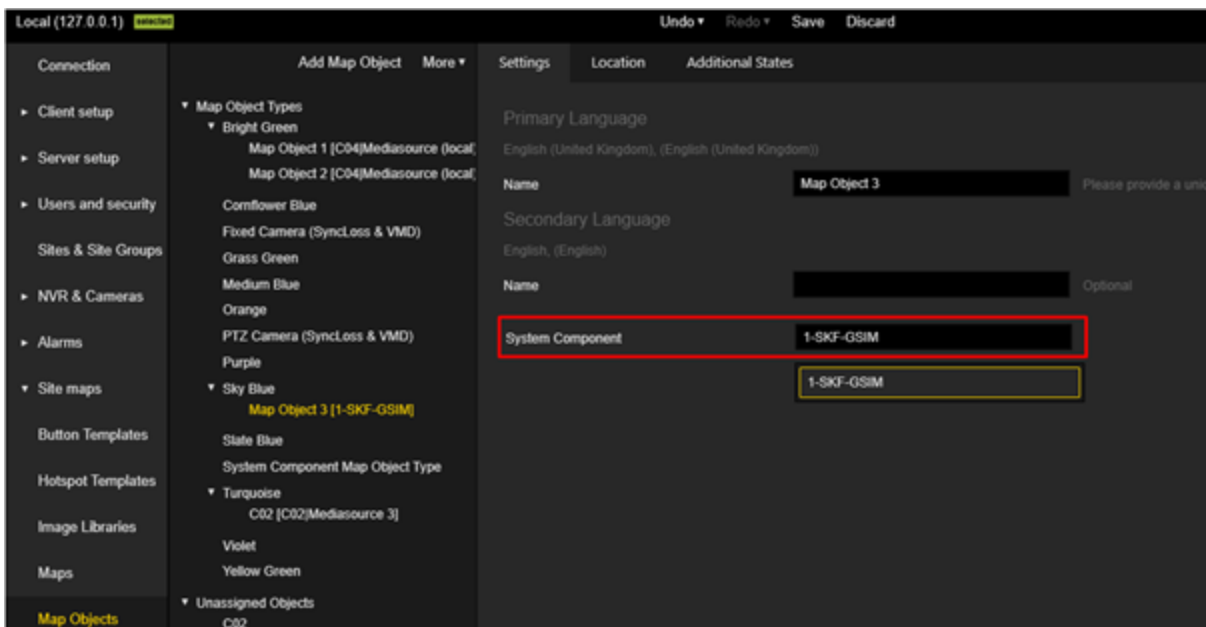 Local (127.0.0.1) selected
Undo ▾ Redo ▾ Save Discard
Connection
Client setup
Server setup
Users and security
Sites & Site Groups
NVR & Cameras
Alarms
Site maps
Button Templates
Hotspot Templates
Image Libraries
Maps
Map Objects
Add Map Object More ▾
Map Object Types
Bright Green
Map Object 1 [C04|Mediasource (local)
Map Object 2 [C04|Mediasource (local)
Cornflower Blue
Fixed Camera (SyncLoss & VMD)
Grass Green
Medium Blue
Orange
PTZ Camera (SyncLoss & VMD)
Purple
Sky Blue
Map Object 3 [1-SKF-GSIM]
Slate Blue
System Component Map Object Type
Turquoise
C02 [C02|Mediasource 3]
Violet
Yellow Green
Unassigned Objects
C02
Settings Location Additional States
Primary Language
English (United Kingdom), (English (United Kingdom))
Name Map Object 3 Please provide a uni
Secondary Language
English, (English)
Name Optional
System Component 1-SKF-GSIM
1-SKF-GSIM